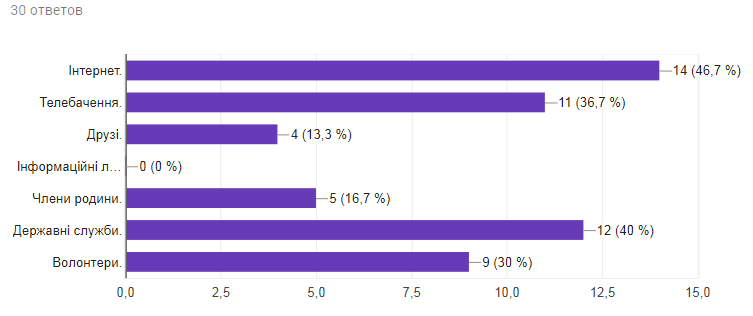 30 ответов
Інтернет. 14 (46,7 %)
Телебачення. 11 (36,7 %)
Друзі. 4 (13,3 %)
Інформаційні л… 0 (0 %)
Члени родини. 5 (16,7 %)
Державні служби. 12 (40 %)
Волонтери. 9 (30 %)
0,0 2,5 5,0 7,5 10,0 12,5 15,0